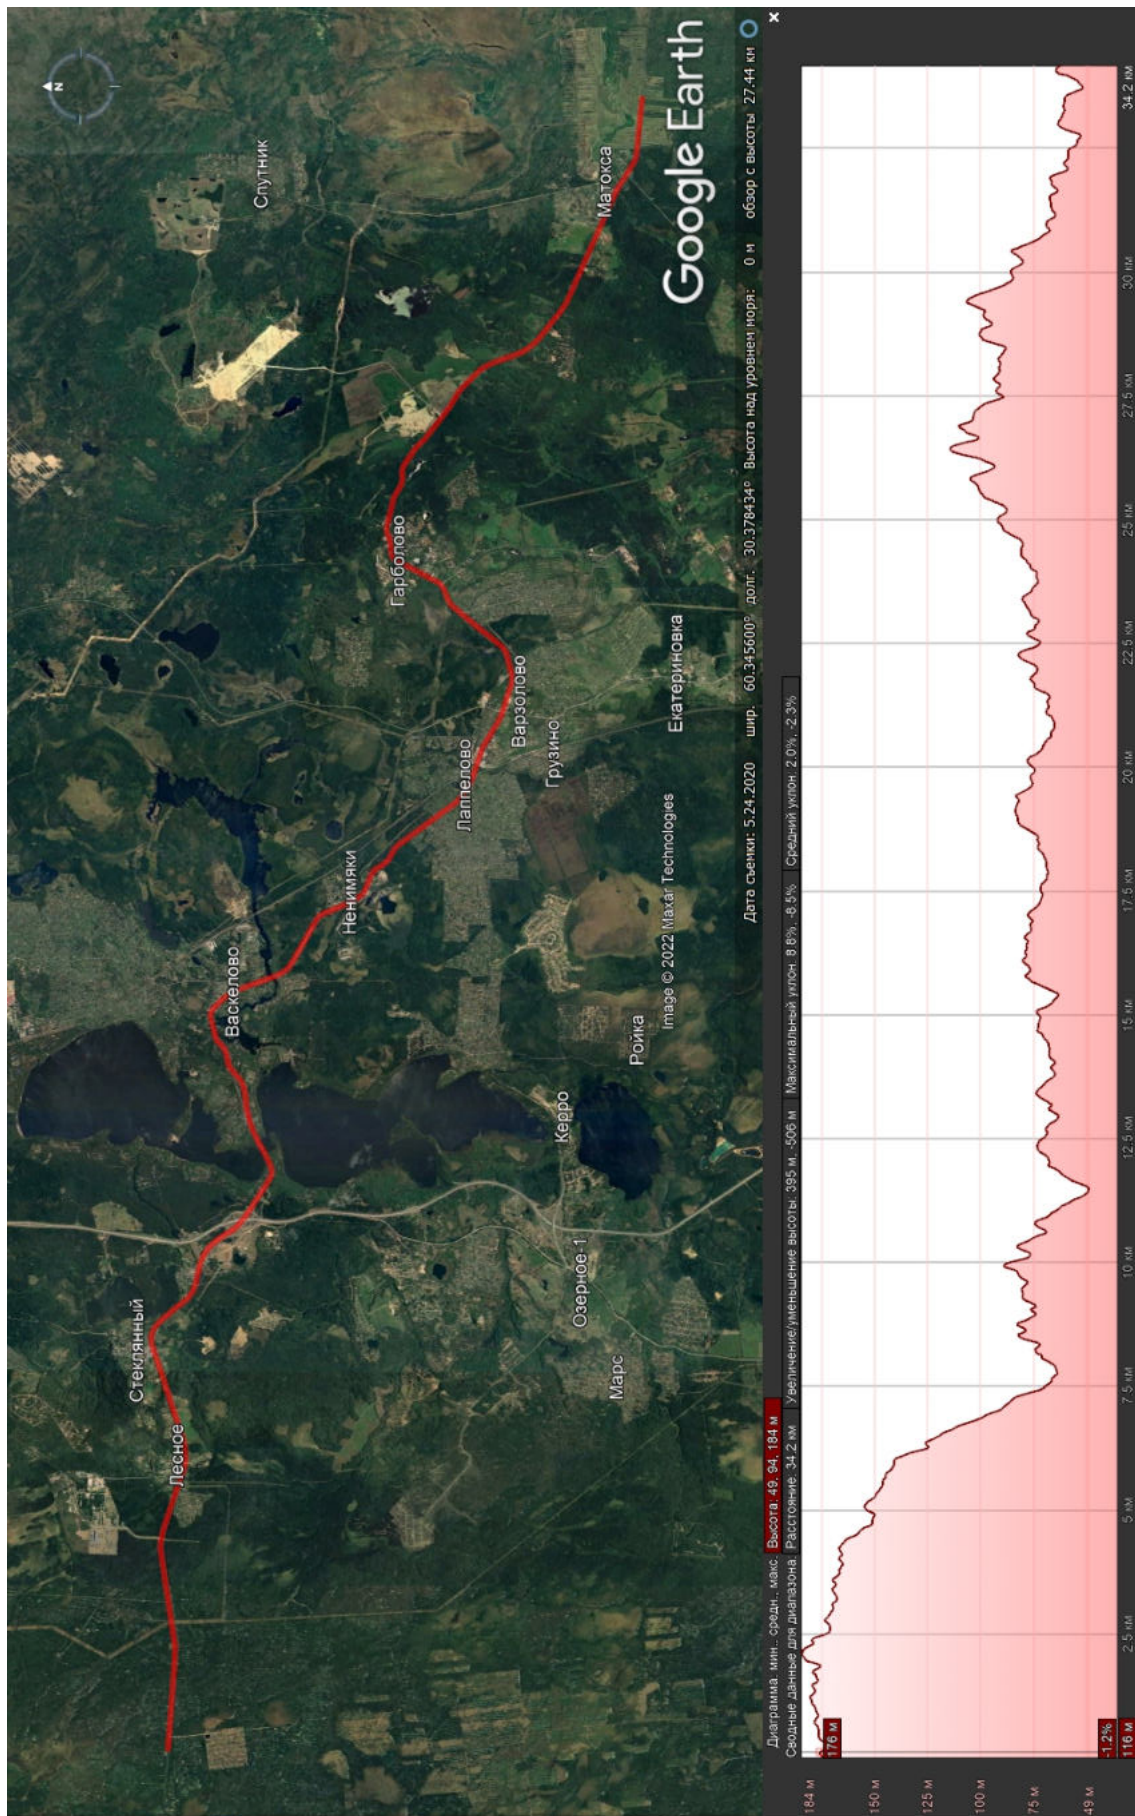 N
Спутник
Стеклянный
Лесное
Васкелово
Ненимяки
Гарболово
Лаппелово
Варзолово
Грузино
Екатериновка
Матокса
Керро
Ройка
Озерное-1
Марс
Image © 2022 Maxar Technologies
Google Earth
Дата съемки: 5.24.2020 шир. 60.345600° долг. 30.378434° Высота над уровнем моря: 0 м обзор с высоты 27.44 км
Диаграмма. мин., средн., макс. Высота: 49, 94, 184 м
Сводные данные для диапазона: Расстояние: 34.2 км Увеличение/уменьшение высоты: 395 м, -506 м Максимальный уклон: 8.8%, -8.5% Средний уклон: 2.0%, -2.3%
184 м
176 м
150 м
125 м
100 м
75 м
49 м
-1.2%
116 м
2.5 км 5 км 7.5 км 10 км 12.5 км 15 км 17.5 км 20 км 22.5 км 25 км 27.5 км 30 км 34.2 км